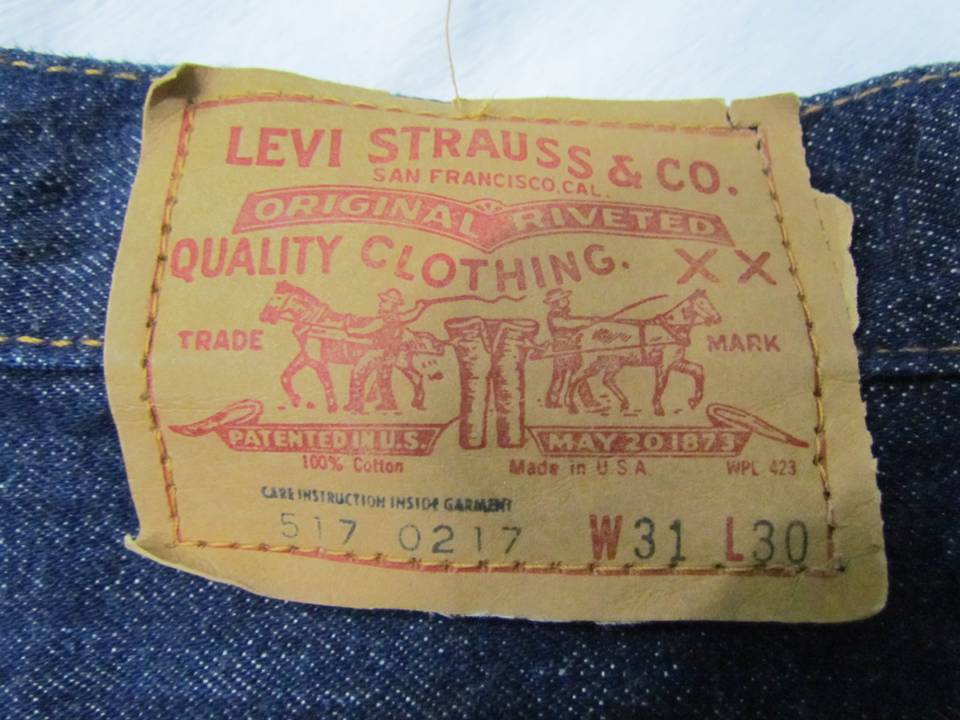 LEVI STRAUSS & CO.
SAN FRANCISCO, CAL.
ORIGINAL RIVETED
QUALITY CLOTHING. XX
TRADE MARK
PATENTED IN U.S. MAY 20 1873
100% Cotton Made in U.S.A. WPL 423
CARE INSTRUCTION INSIDE GARMENT
517 0217 W31 L30